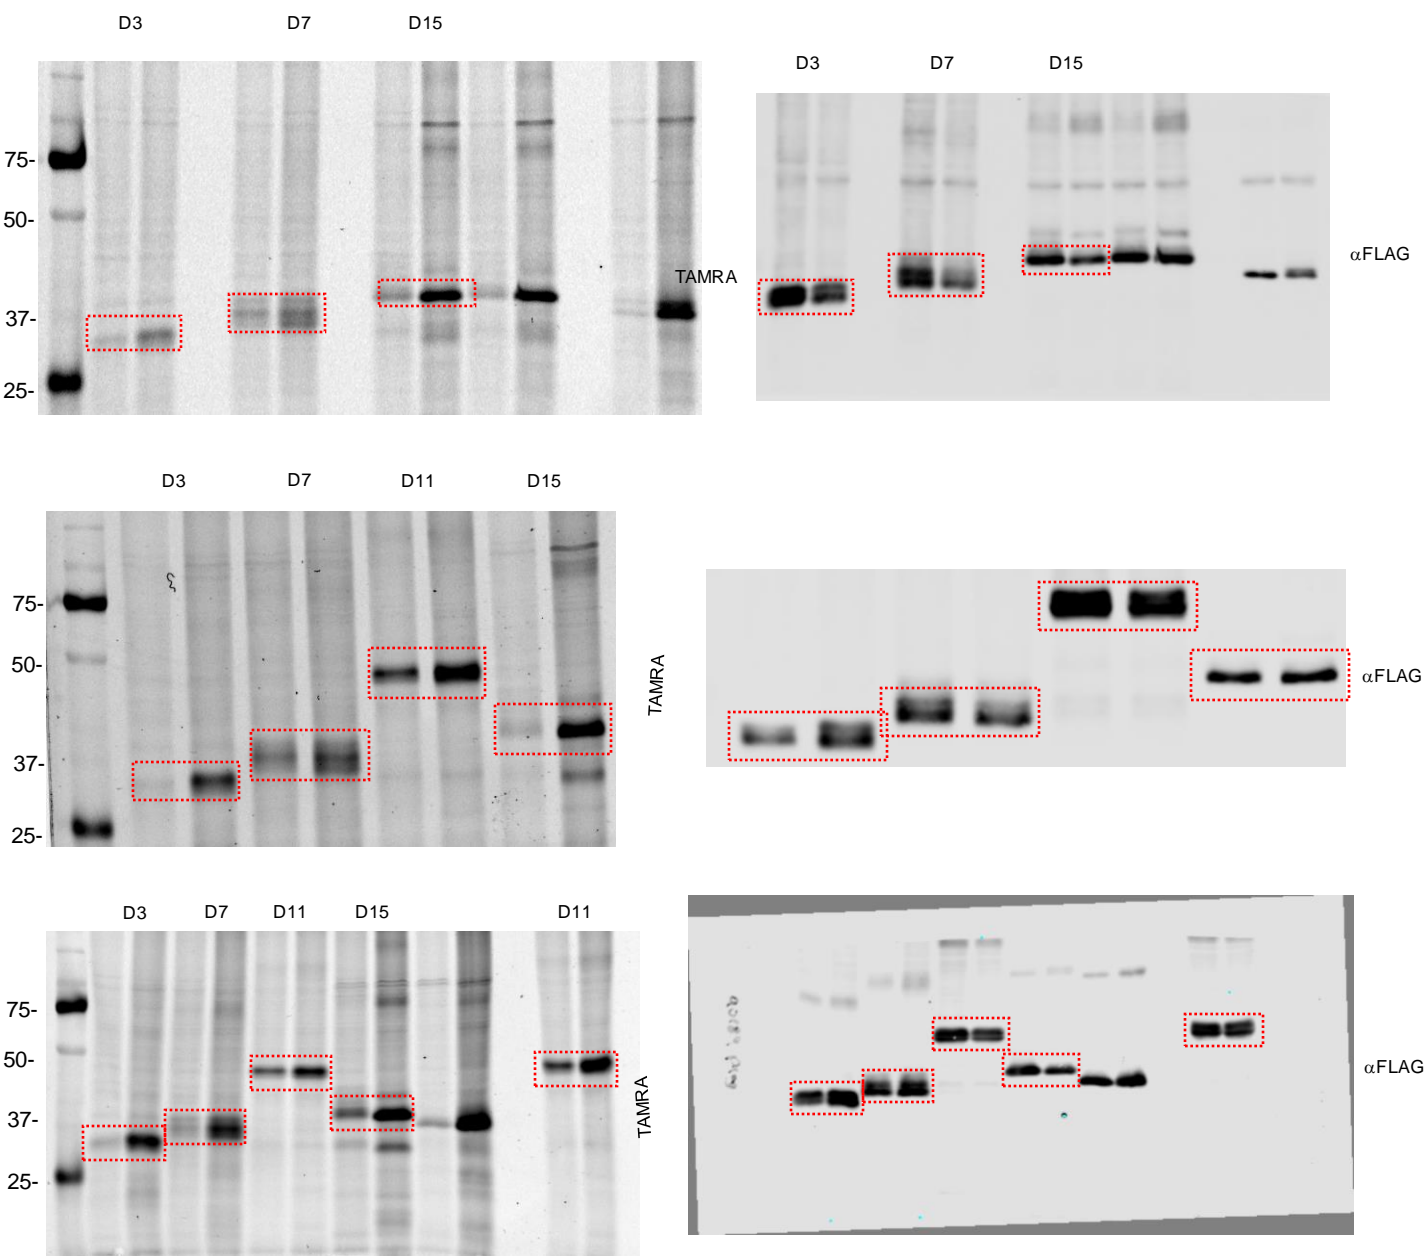 D3 D7 D15
75-
50-
37-
25-
TAMRA
D3 D7 D15
αFLAG
D3 D7 D11 D15
75-
50-
37-
25-
TAMRA
αFLAG
D3 D7 D11 D15 D11
75-
50-
37-
25-
TAMRA
αFLAG